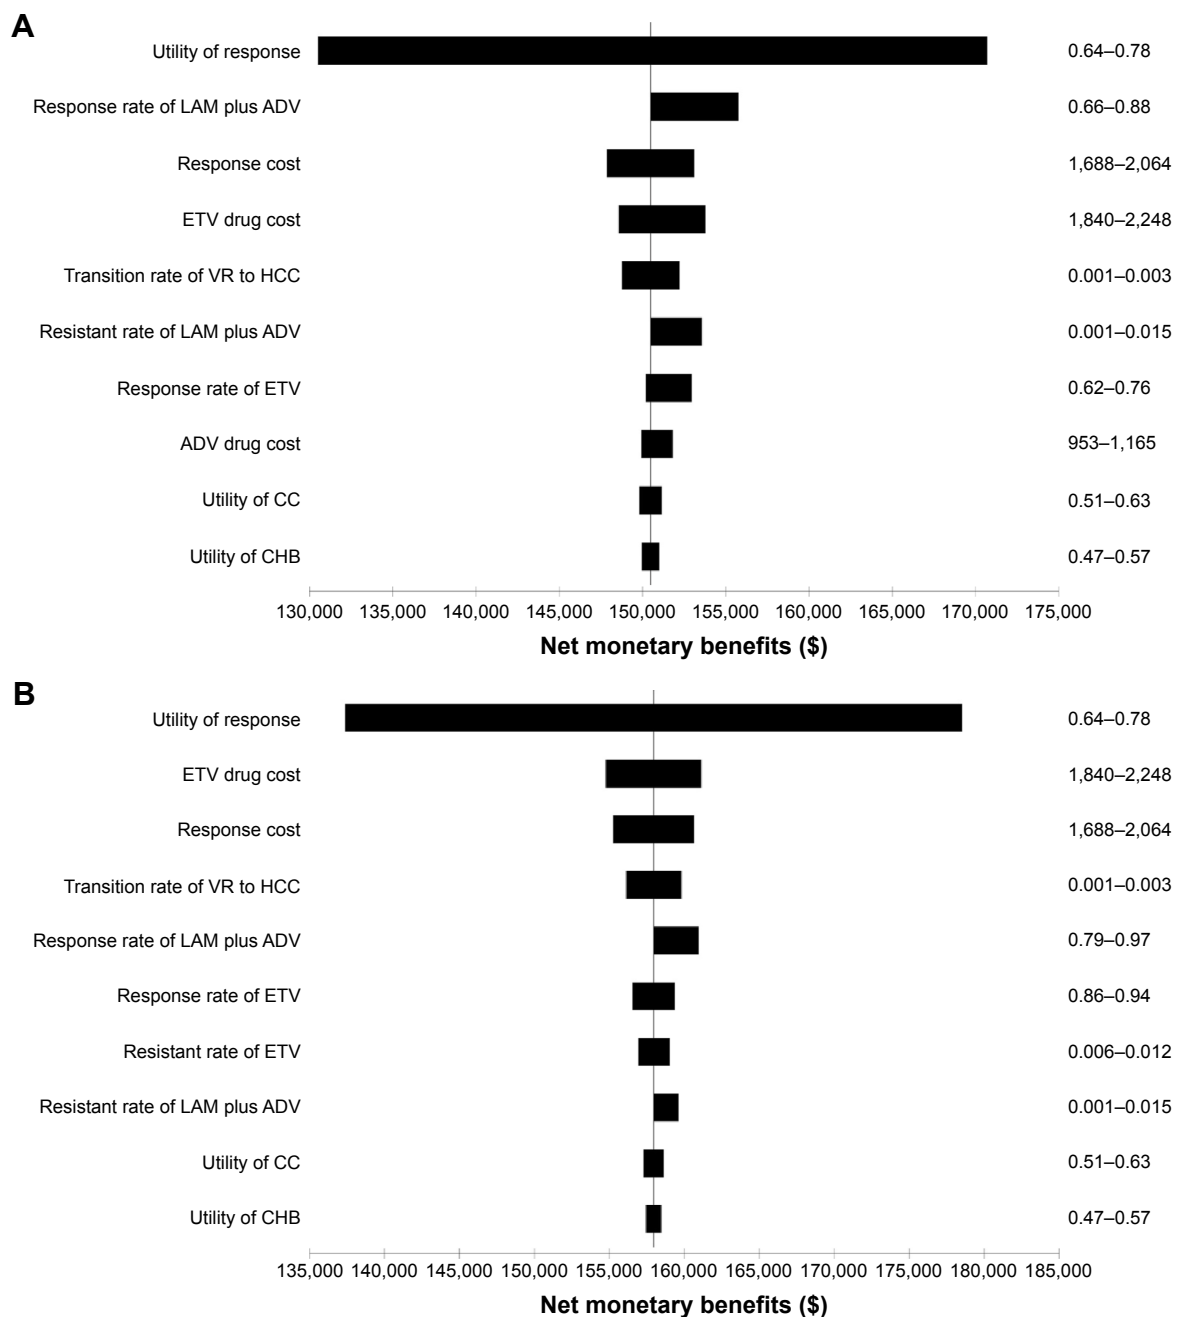 A
Utility of response 0.64–0.78
Response rate of LAM plus ADV 0.66–0.88
Response cost 1,688–2,064
ETV drug cost 1,840–2,248
Transition rate of VR to HCC 0.001–0.003
Resistant rate of LAM plus ADV 0.001–0.015
Response rate of ETV 0.62–0.76
ADV drug cost 953–1,165
Utility of CC 0.51–0.63
Utility of CHB 0.47–0.57
130,000 135,000 140,000 145,000 150,000 155,000 160,000 165,000 170,000 175,000
Net monetary benefits ($)
B
Utility of response 0.64–0.78
ETV drug cost 1,840–2,248
Response cost 1,688–2,064
Transition rate of VR to HCC 0.001–0.003
Response rate of LAM plus ADV 0.79–0.97
Response rate of ETV 0.86–0.94
Resistant rate of ETV 0.006–0.012
Resistant rate of LAM plus ADV 0.001–0.015
Utility of CC 0.51–0.63
Utility of CHB 0.47–0.57
135,000 140,000 145,000 150,000 155,000 160,000 165,000 170,000 175,000 180,000 185,000
Net monetary benefits ($)